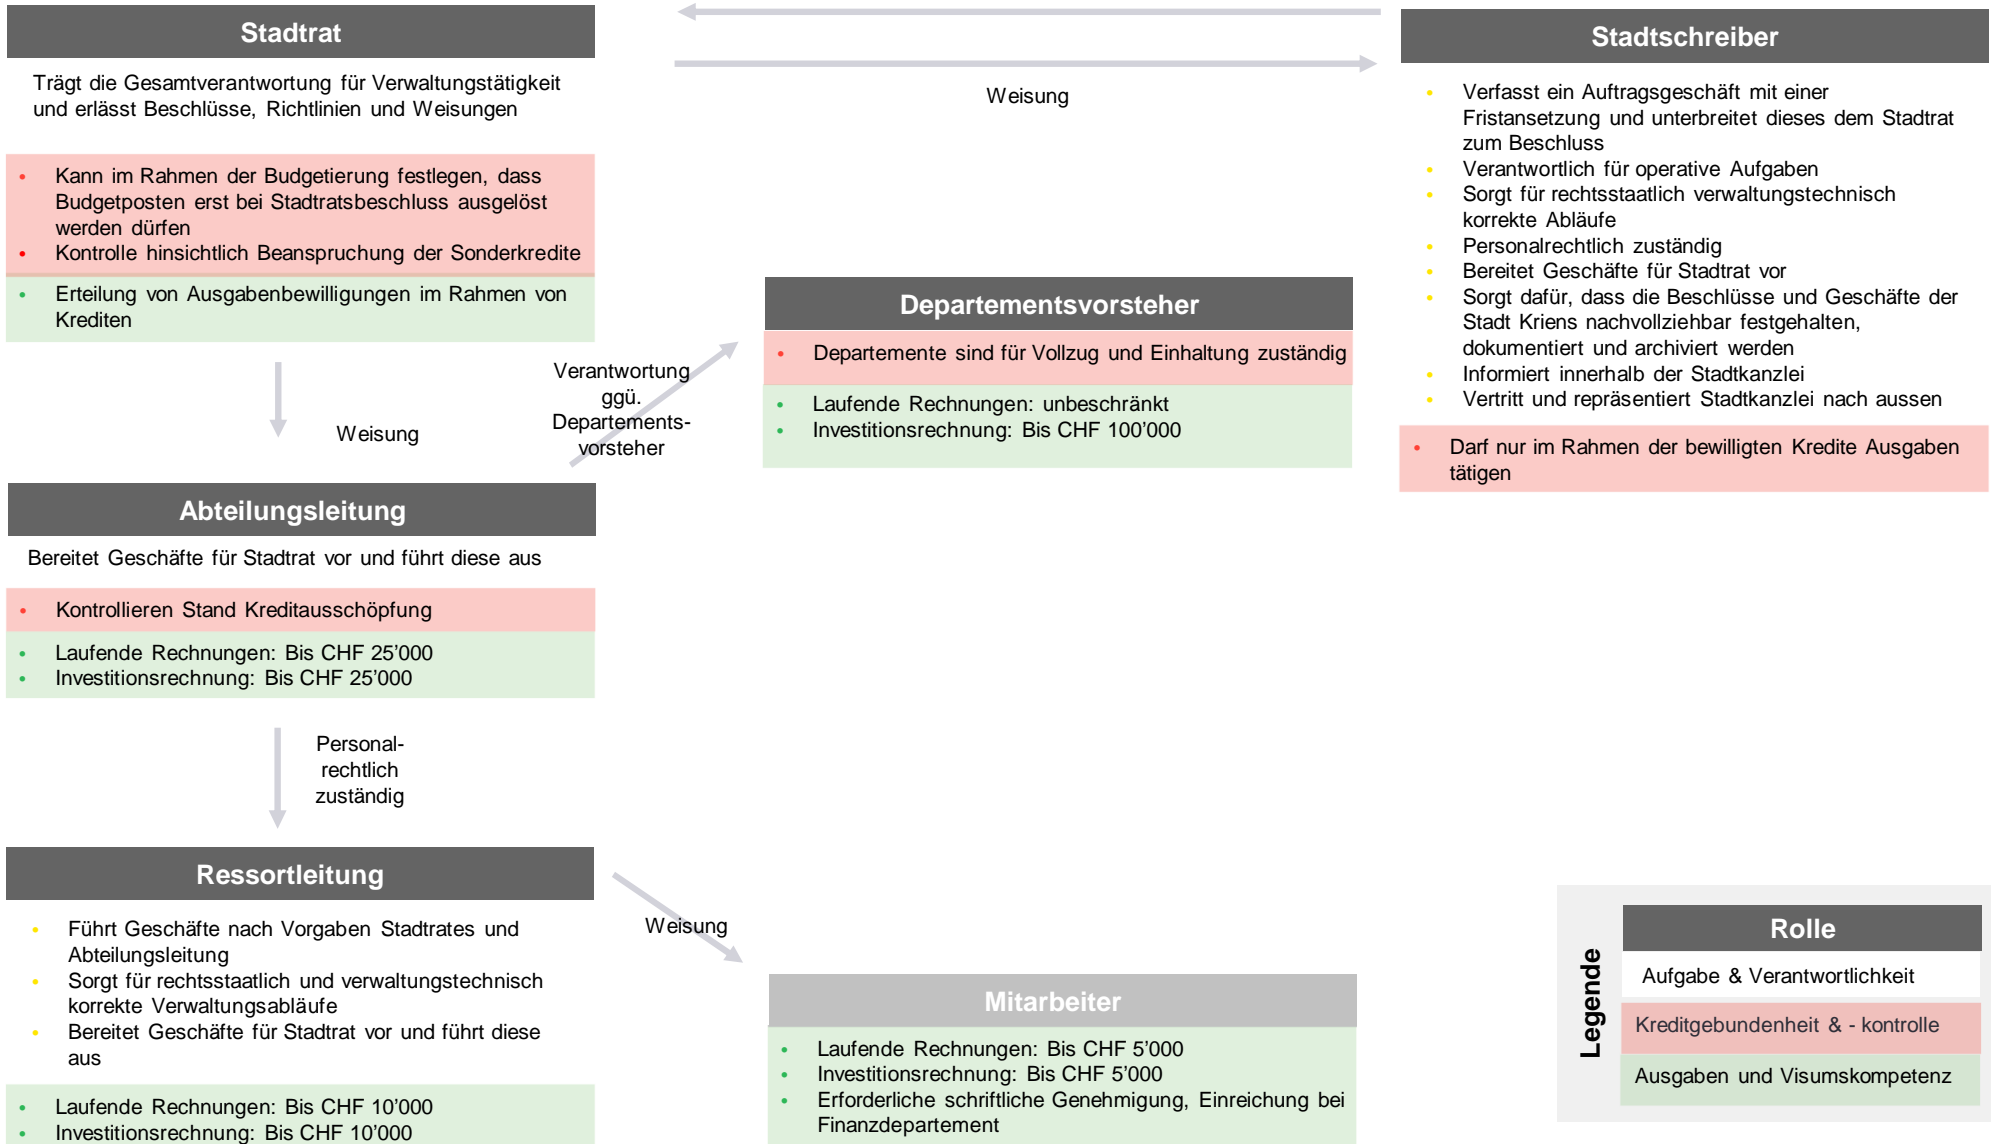 Stadtrat
Trägt die Gesamtverantwortung für Verwaltungstätigkeit
und erlässt Beschlüsse, Richtlinien und Weisungen
• Kann im Rahmen der Budgetierung festlegen, dass
Budgetposten erst bei Stadtratsbeschluss ausgelöst
werden dürfen
• Kontrolle hinsichtlich Beanspruchung der Sonderkredite
• Erteilung von Ausgabenbewilligungen im Rahmen von
Krediten
Weisung
Stadtschreiber
• Verfasst ein Auftragsgeschäft mit einer
Fristansetzung und unterbreitet dieses dem Stadtrat
zum Beschluss
• Verantwortlich für operative Aufgaben
• Sorgt für rechtsstaatlich verwaltungstechnisch
korrekte Abläufe
• Personalrechtlich zuständig
• Bereitet Geschäfte für Stadtrat vor
• Sorgt dafür, dass die Beschlüsse und Geschäfte der
Stadt Kriens nachvollziehbar festgehalten,
dokumentiert und archiviert werden
• Informiert innerhalb der Stadtkanzlei
• Vertritt und repräsentiert Stadtkanzlei nach aussen
• Darf nur im Rahmen der bewilligten Kredite Ausgaben
tätigen
Weisung
Verantwortung
ggü.
Departements-
vorsteher
Departementsvorsteher
• Departemente sind für Vollzug und Einhaltung zuständig
• Laufende Rechnungen: unbeschränkt
• Investitionsrechnung: Bis CHF 100’000
Abteilungsleitung
Bereitet Geschäfte für Stadtrat vor und führt diese aus
• Kontrollieren Stand Kreditausschöpfung
• Laufende Rechnungen: Bis CHF 25’000
• Investitionsrechnung: Bis CHF 25’000
Personal-
rechtlich
zuständig
Ressortleitung
• Führt Geschäfte nach Vorgaben Stadtrates und
Abteilungsleitung
• Sorgt für rechtsstaatlich und verwaltungstechnisch
korrekte Verwaltungsabläufe
• Bereitet Geschäfte für Stadtrat vor und führt diese
aus
• Laufende Rechnungen: Bis CHF 10’000
• Investitionsrechnung: Bis CHF 10’000
Weisung
Mitarbeiter
• Laufende Rechnungen: Bis CHF 5’000
• Investitionsrechnung: Bis CHF 5’000
• Erforderliche schriftliche Genehmigung, Einreichung bei
Finanzdepartement
Legende
Rolle
Aufgabe & Verantwortlichkeit
Kreditgebundenheit & - kontrolle
Ausgaben und Visumskompetenz